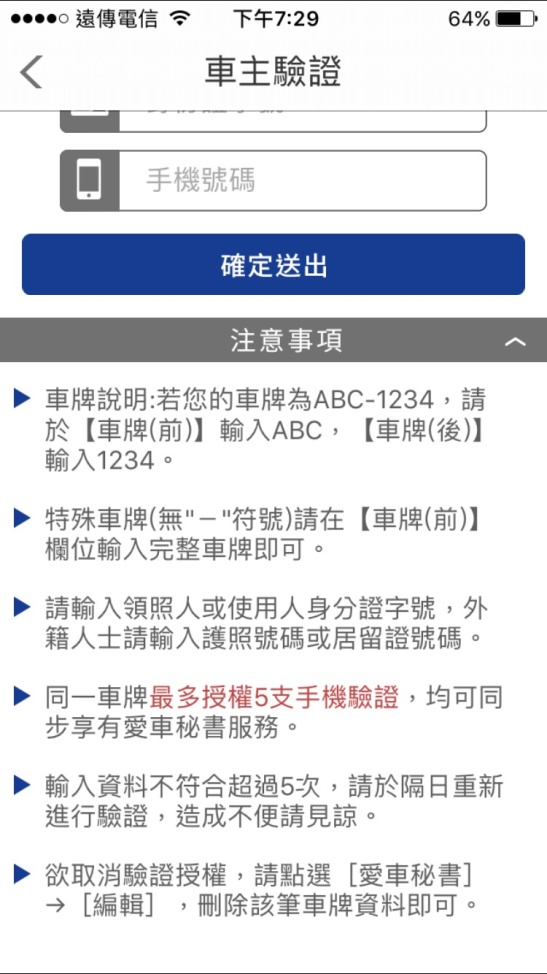 遠傳電信
下午7:29
64%
車主驗證
手機號碼
確定送出
注意事項
車牌說明:若您的車牌為ABC-1234，請
於【車牌(前)】輸入ABC，【車牌(後)】
輸入1234。
特殊車牌(無"－"符號)請在【車牌(前)】
欄位輸入完整車牌即可。
請輸入領照人或使用人身分證字號，外
籍人士請輸入護照號碼或居留證號碼。
同一車牌最多授權5支手機驗證，均可同
步享有愛車秘書服務。
輸入資料不符合超過5次，請於隔日重新
進行驗證，造成不便請見諒。
欲取消驗證授權，請點選［愛車秘書］
→［編輯］，刪除該筆車牌資料即可。